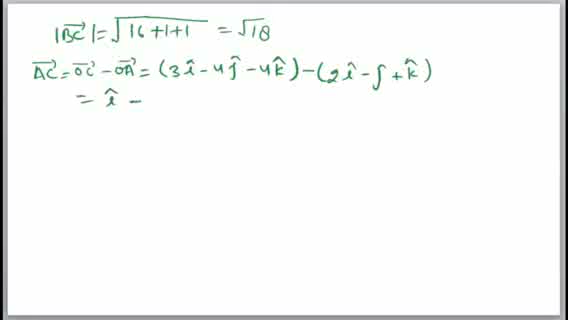 |BC⃗| = √16+1+1 = √18
AC⃗ = OC⃗ - OA⃗ = (3î - 4ĵ - 4k̂) - (2î - ĵ + k̂)
= î -